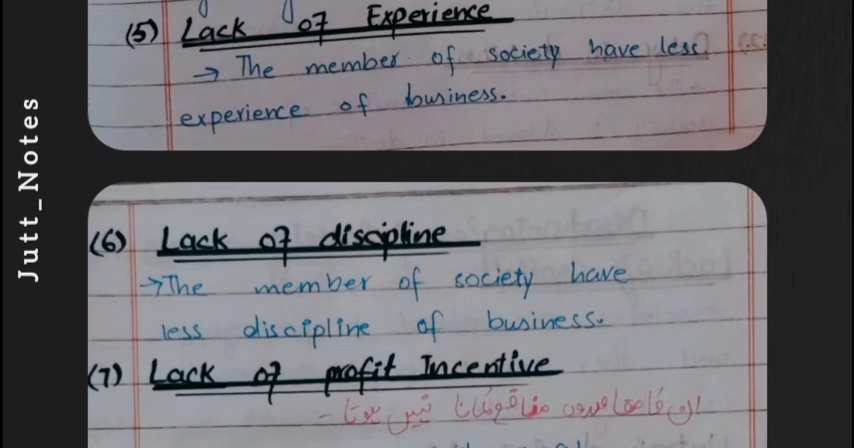 (5) Lack of Experience
→ The member of society have less
experience of business.
Jutt_Notes
(6) Lack of discipline
→The member of society have
less discipline of business.
(7) Lack of profit Incentive
نہیں ہوتا -